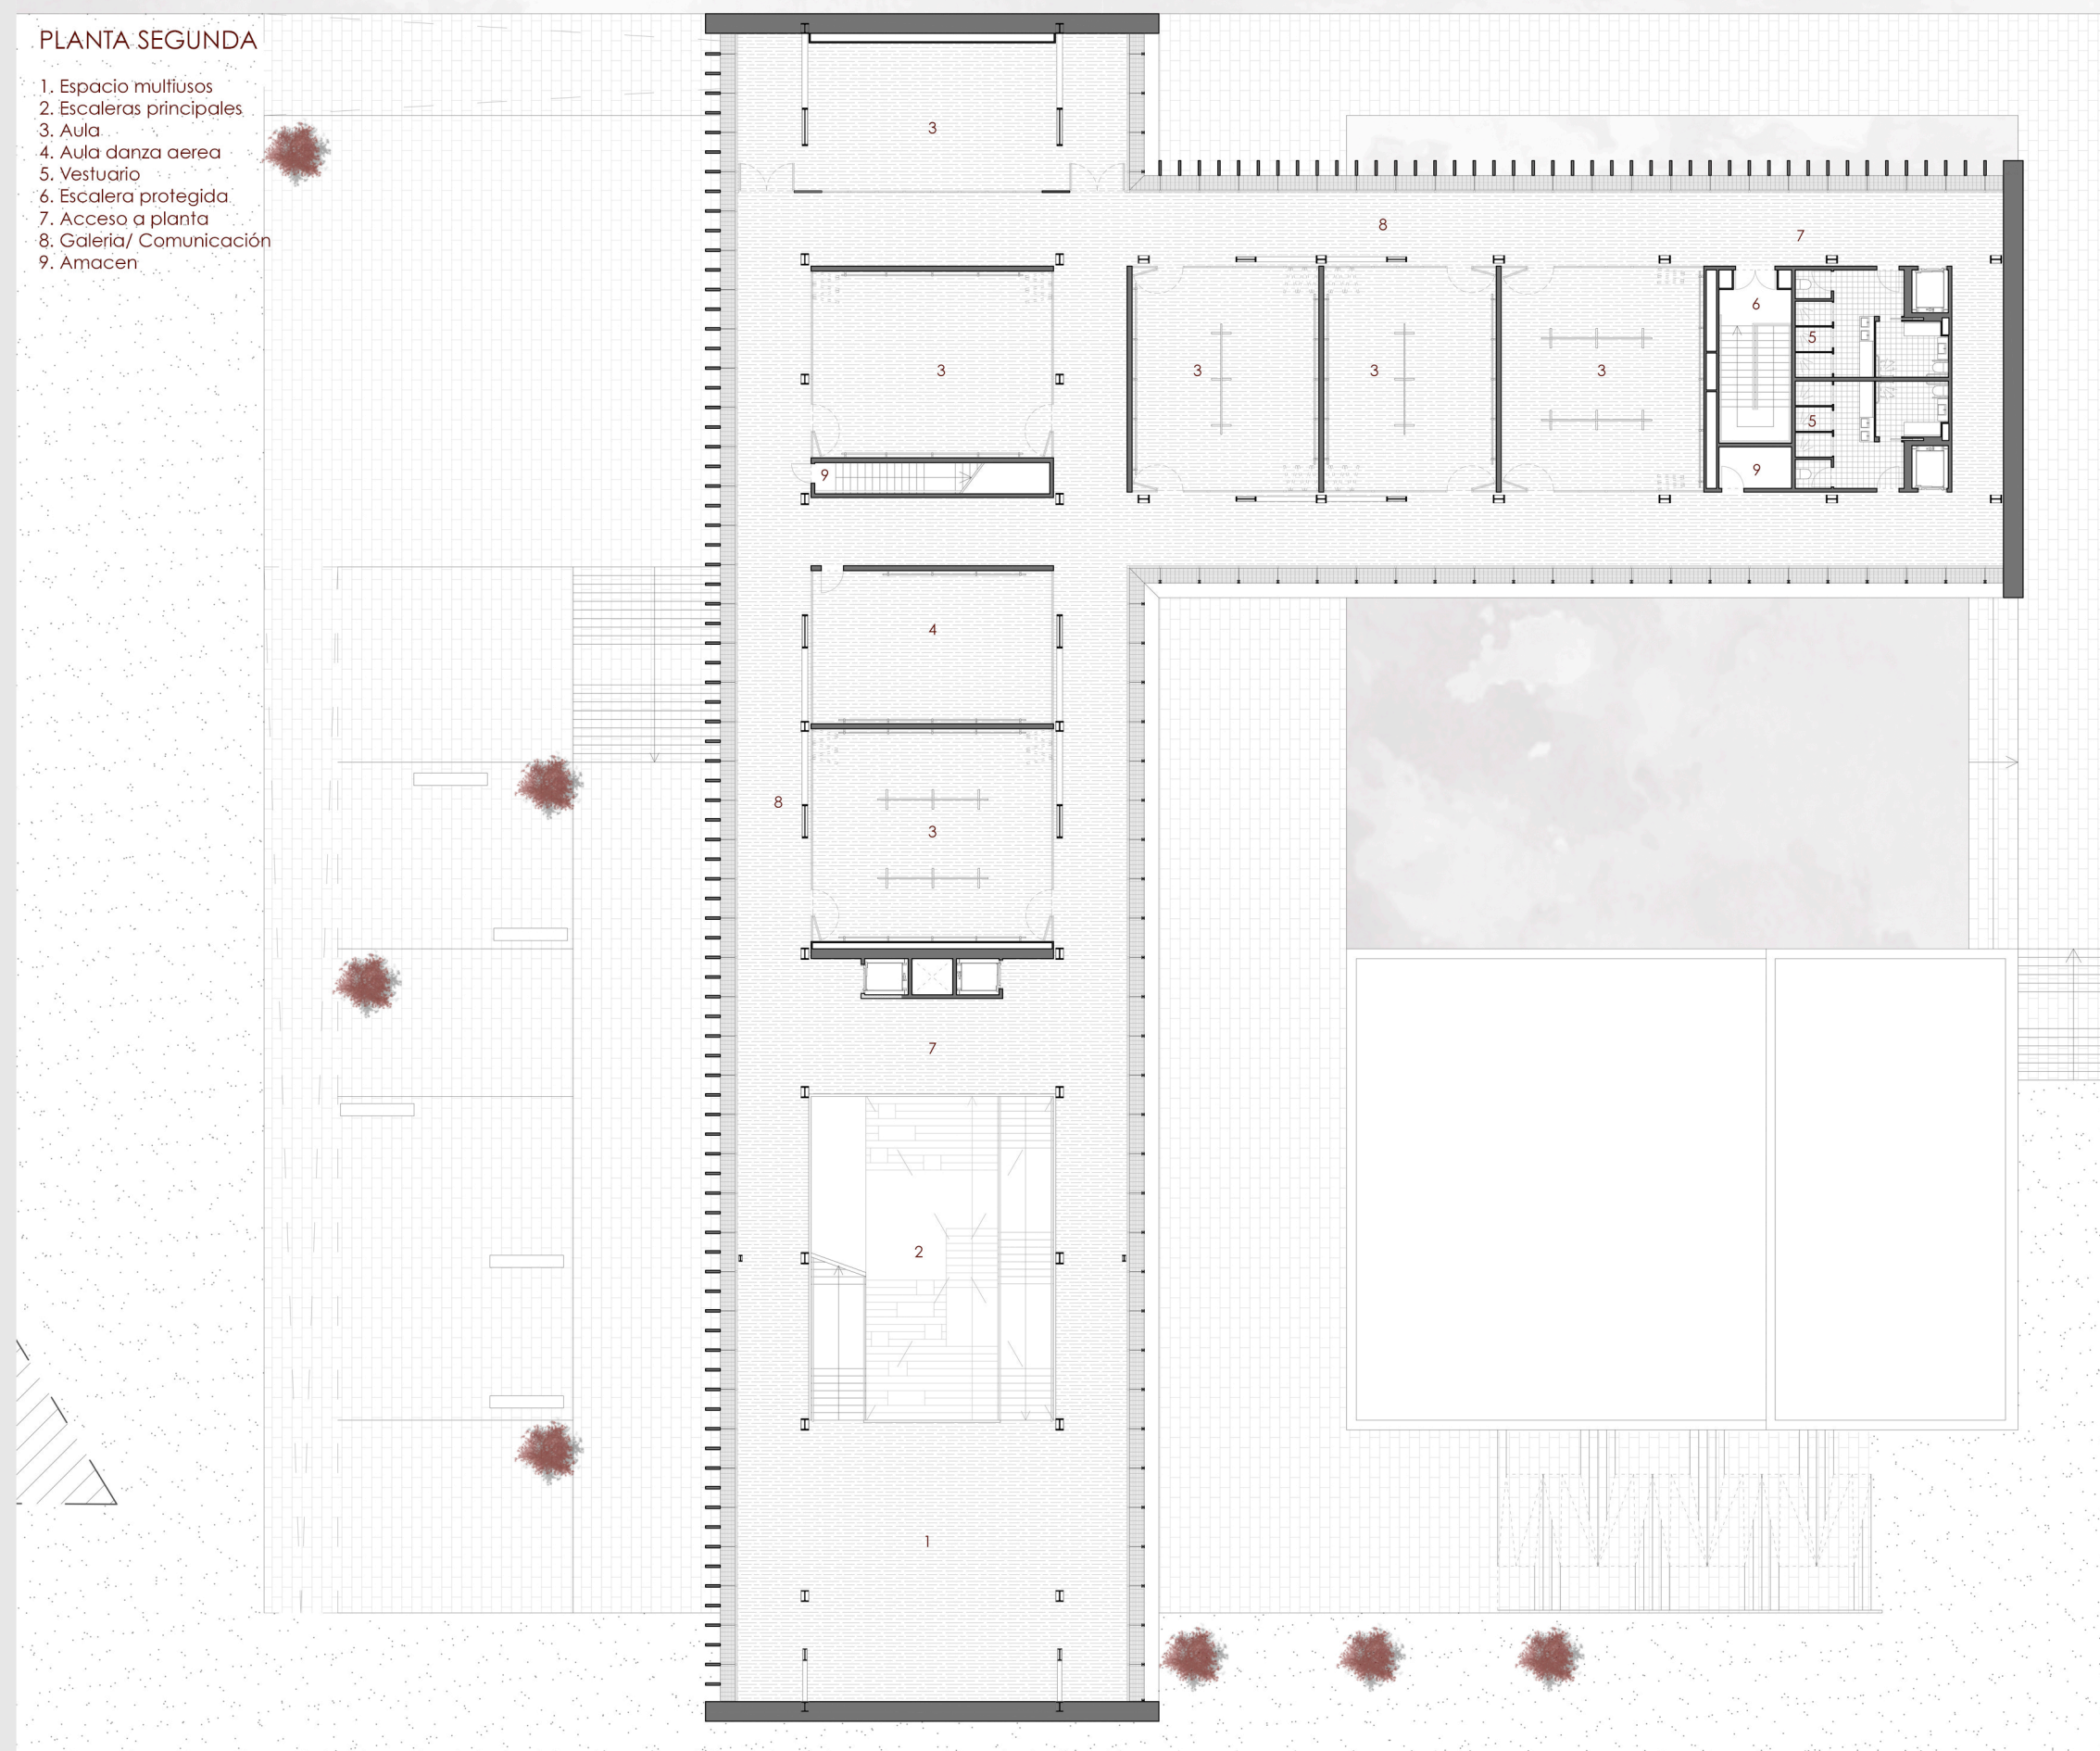 PLANTA SEGUNDA
1. Espacio multiusos
2. Escaleras principales
3. Aula
4. Aula danza aerea
5. Vestuario
6. Escalera protegida
7. Acceso a planta
8. Galeria/ Comunicación
9. Amacen
3
8
7
6
5
3
3
3
3
5
9
9
4
8
3
7
2
1